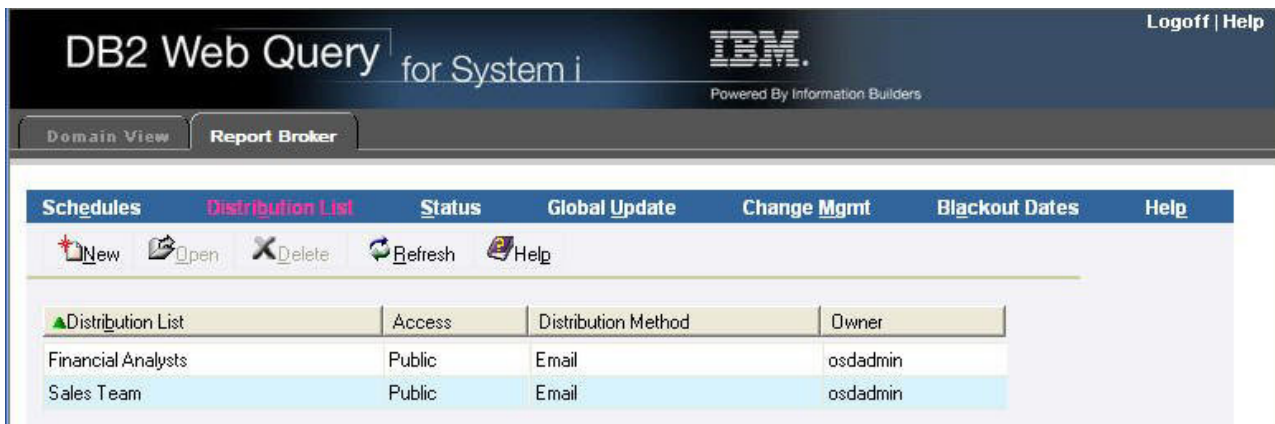 Logoff | Help
DB2 Web Query for System i
IBM.
Powered By Information Builders
Domain View Report Broker
Schedules Distribution List Status Global Update Change Mgmt Blackout Dates Help
New Open Delete Refresh Help
Distribution List Access Distribution Method Owner
Financial Analysts Public Email osdadmin
Sales Team Public Email osdadmin